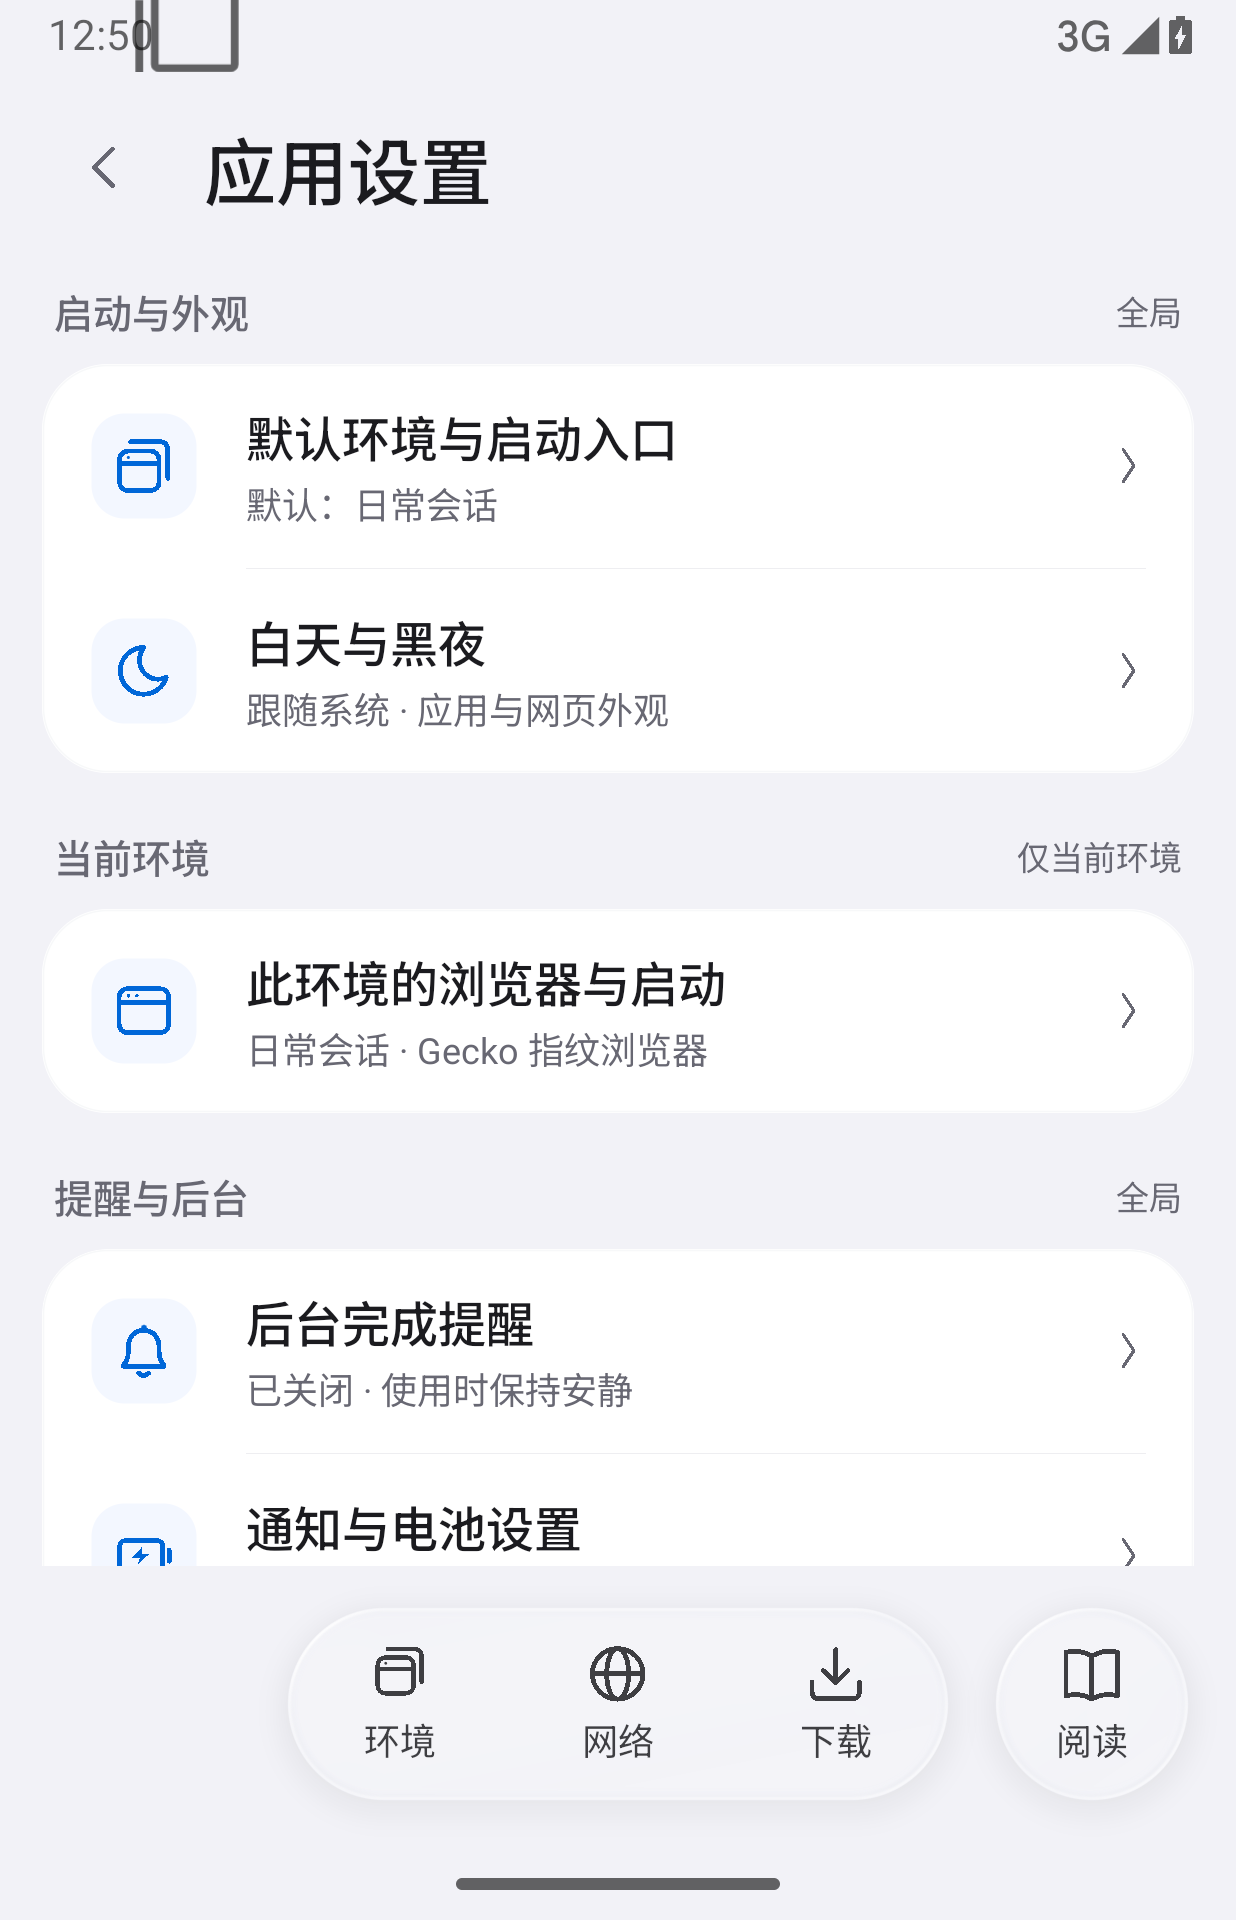 12:50
3G
应用设置
启动与外观
全局
默认环境与启动入口
默认：日常会话
白天与黑夜
跟随系统 · 应用与网页外观
当前环境
仅当前环境
此环境的浏览器与启动
日常会话 · Gecko 指纹浏览器
提醒与后台
全局
后台完成提醒
已关闭 · 使用时保持安静
通知与电池设置
环境
网络
下载
阅读